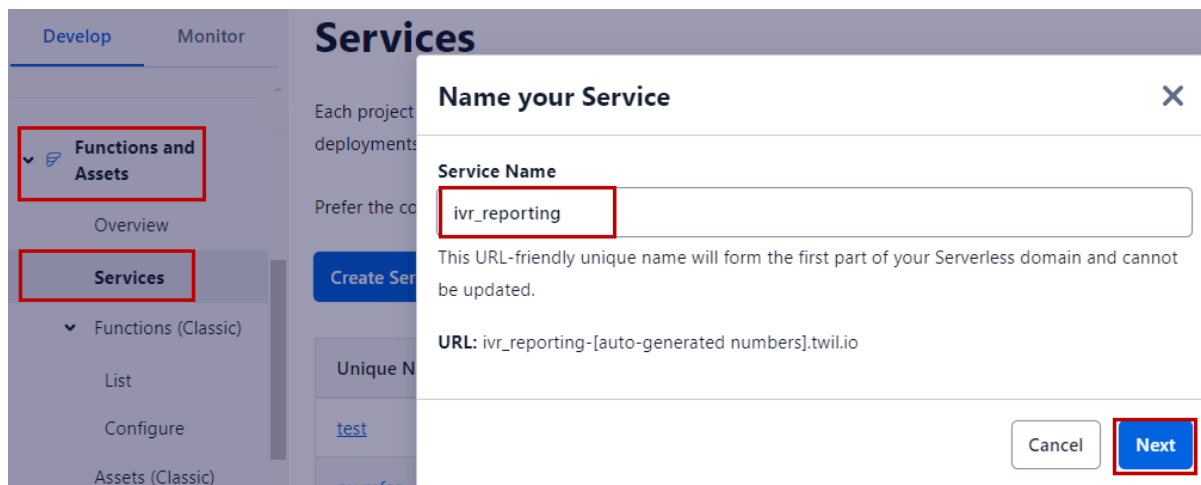 Develop
Monitor
Functions and
Assets
Overview
Services
Functions (Classic)
List
Configure
Assets (Classic)
Services
Each project
deployments
Prefer the co
Create Ser
Unique N
test
Name your Service
Service Name
ivr_reporting
This URL-friendly unique name will form the first part of your Serverless domain and cannot
be updated.
URL: ivr_reporting-[auto-generated numbers].twil.io
Cancel
Next